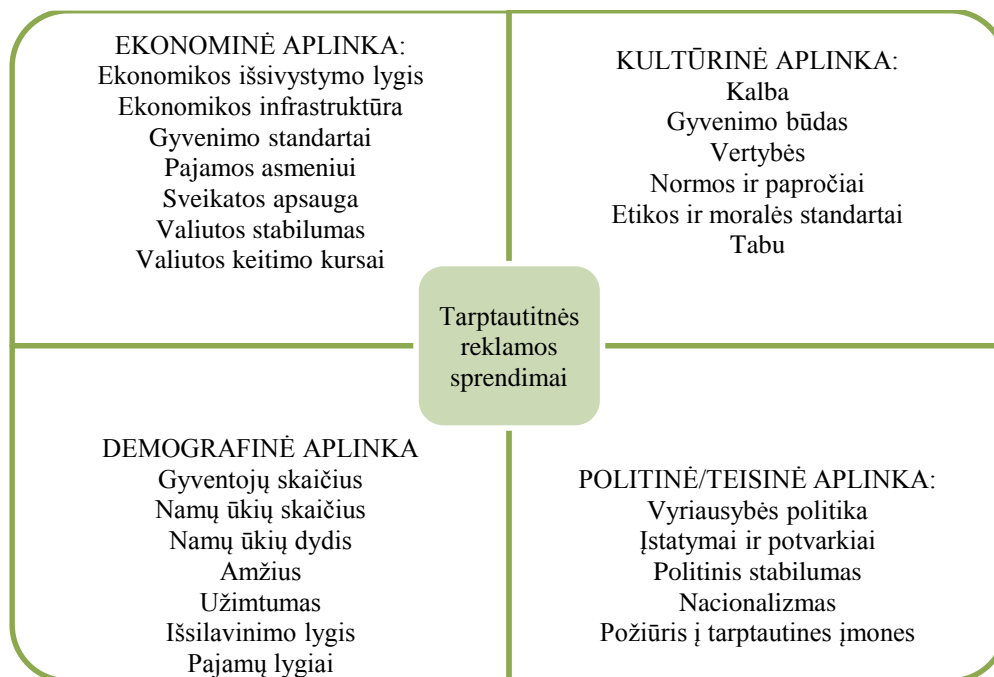 EKONOMINĖ APLINKA:
Ekonomikos išsivystymo lygis
Ekonomikos infrastruktūra
Gyvenimo standartai
Pajamos asmeniui
Sveikatos apsauga
Valiutos stabilumas
Valiutos keitimo kursai
KULTŪRINĖ APLINKA:
Kalba
Gyvenimo būdas
Vertybės
Normos ir papročiai
Etikos ir moralės standartai
Tabu
Tarptautitnės
reklamos
sprendimai
DEMOGRAFINĖ APLINKA
Gyventojų skaičius
Namų ūkių skaičius
Namų ūkių dydis
Amžius
Užimtumas
Išsilavinimo lygis
Pajamų lygiai
POLITINĖ/TEISINĖ APLINKA:
Vyriausybės politika
Įstatymai ir potvarkiai
Politinis stabilumas
Nacionalizmas
Požiūris į tarptautines įmones